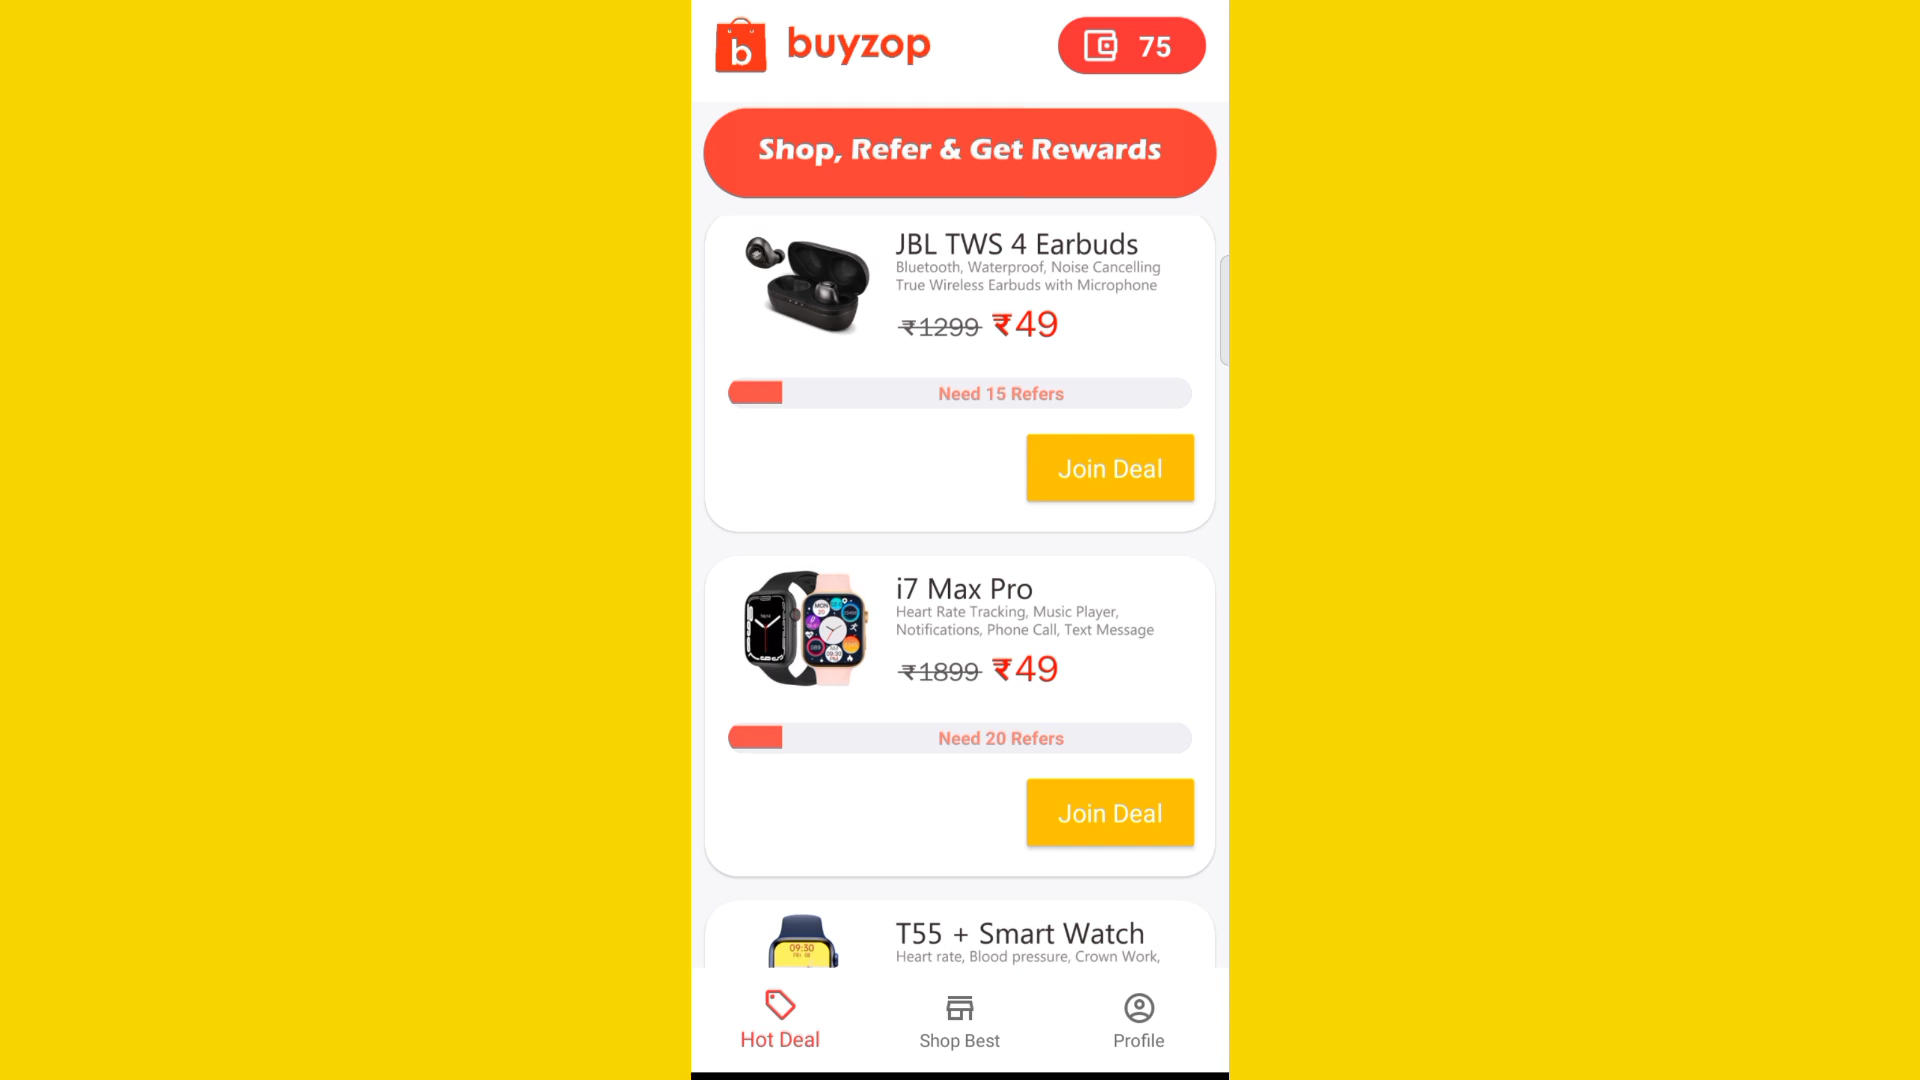 b buyzop
75
Shop, Refer & Get Rewards
JBL TWS 4 Earbuds
Bluetooth, Waterproof, Noise Cancelling
True Wireless Earbuds with Microphone
₹1299 ₹49
Need 15 Refers
Join Deal
i7 Max Pro
Heart Rate Tracking, Music Player,
Notifications, Phone Call, Text Message
₹1899 ₹49
Need 20 Refers
Join Deal
T55 + Smart Watch
Heart rate, Blood pressure, Crown Work,
09:30
Hot Deal
Shop Best
Profile